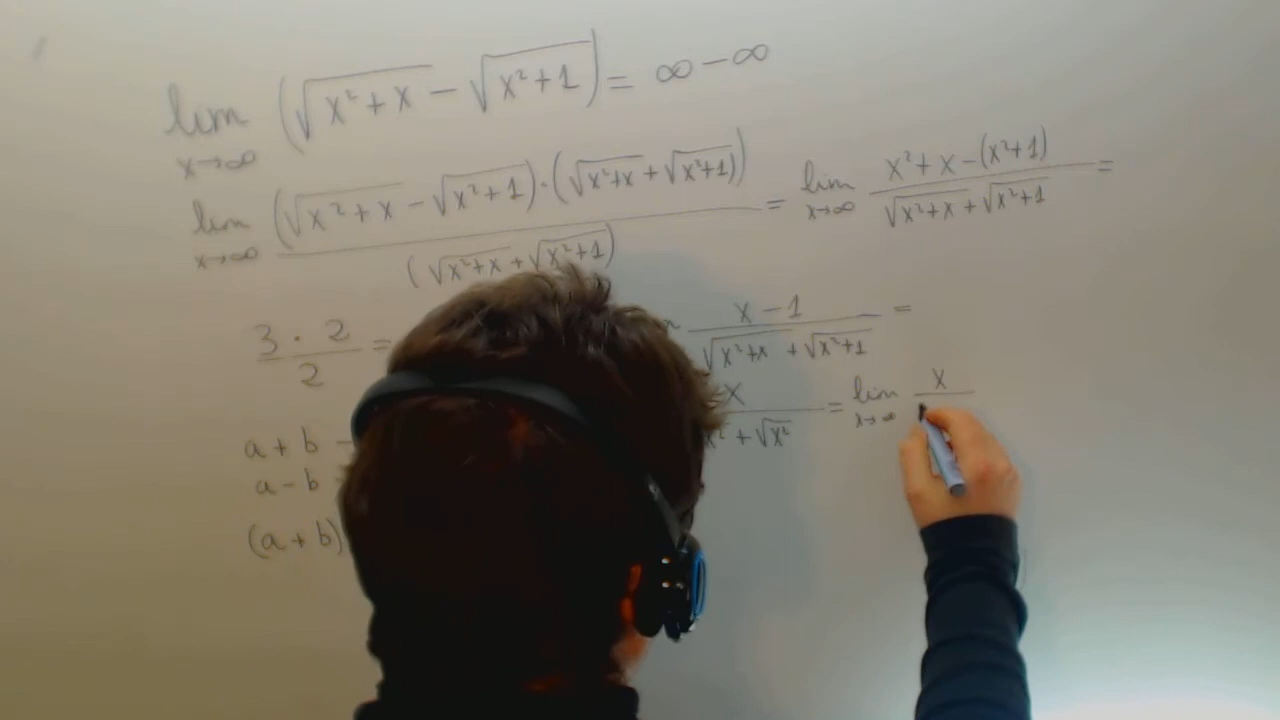 lim (√x²+x − √x²+1) = ∞ − ∞
x→∞
lim (√x²+x − √x²+1)·(√x²+x + √x²+1) = lim x²+x−(x²+1) =
x→∞ (√x²+x + √x²+1) x→∞ √x²+x + √x²+1
3 · 2 = x − 1 =
2 √x²+x + √x²+1
x = lim x
x² + √x² x→∞
a + b
a − b
(a + b)